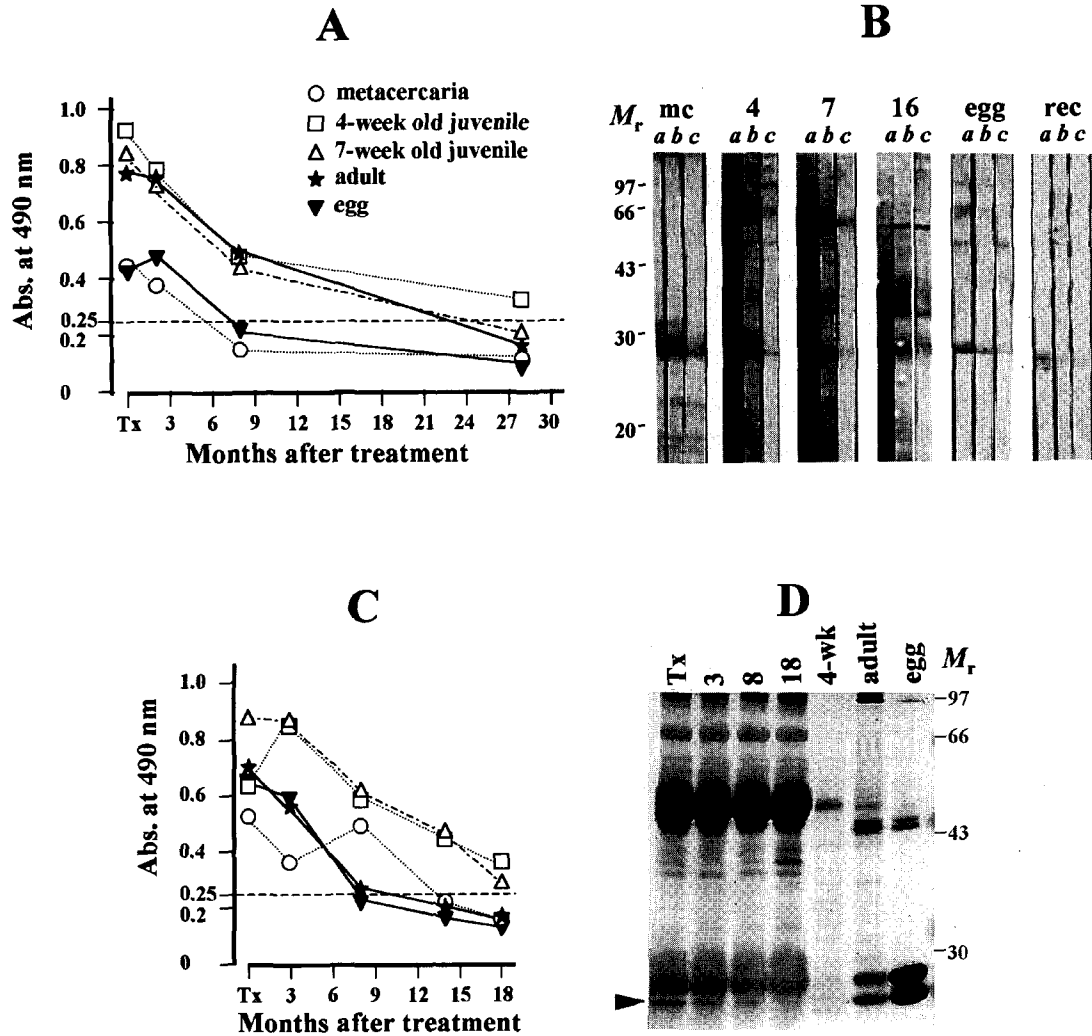 A
Abs. at 490 nm
1.0
0.8
0.6
0.4
0.25
0.2
0
metacercaria
4-week old juvenile
7-week old juvenile
adult
egg
Tx 3 6 9 12 15 18 21 24 27 30
Months after treatment
B
Mr mc 4 7 16 egg rec
a b c a b c a b c a b c a b c a b c
97-
66-
43-
30-
20-
C
Abs. at 490 nm
1.0
0.8
0.6
0.4
0.25
0.2
0
Tx 3 6 9 12 15 18
Months after treatment
D
Tx 3 8 18 4-wk adult egg Mr
-97
-66
-43
-30